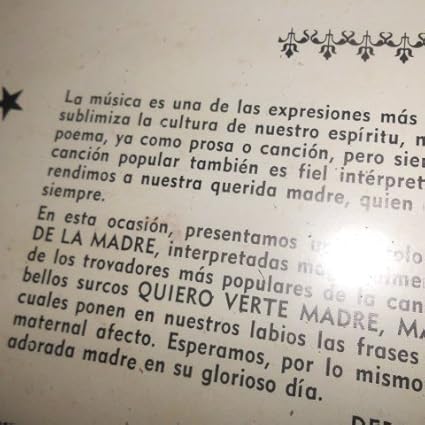 La música es una de las expresiones más
sublimiza la cultura de nuestro espíritu,
poema, ya como prosa o canción, pero
canción popular también es fiel
rendimos a nuestra querida madre, quien
siempre.
En esta ocasión, presentamos
DE LA MADRE, interpretadas
de los trovadores más populares de la
bellos surcos QUIERO VERTE MADRE,
cuales ponen en nuestros labios las frases
maternal afecto. Esperamos, por lo mismo
adorada madre en su glorioso día.